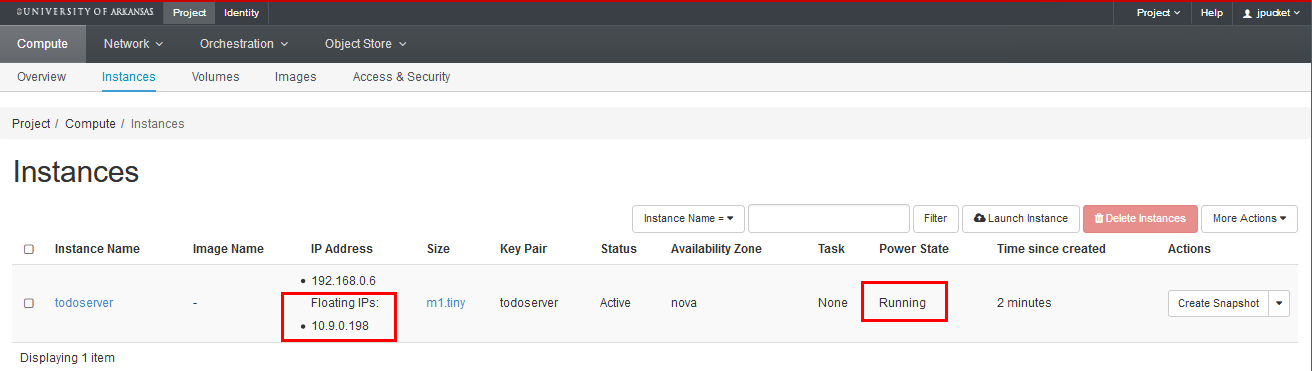 UNIVERSITY OF ARKANSAS Project Identity Project Help jpucket
Compute Network Orchestration Object Store
Overview Instances Volumes Images Access & Security
Project / Compute / Instances
Instances
Instance Name = Filter Launch Instance Delete Instances More Actions
Instance Name Image Name IP Address Size Key Pair Status Availability Zone Task Power State Time since created Actions
192.168.0.6
todoserver - Floating IPs: m1.tiny todoserver Active nova None Running 2 minutes Create Snapshot
10.9.0.198
Displaying 1 item